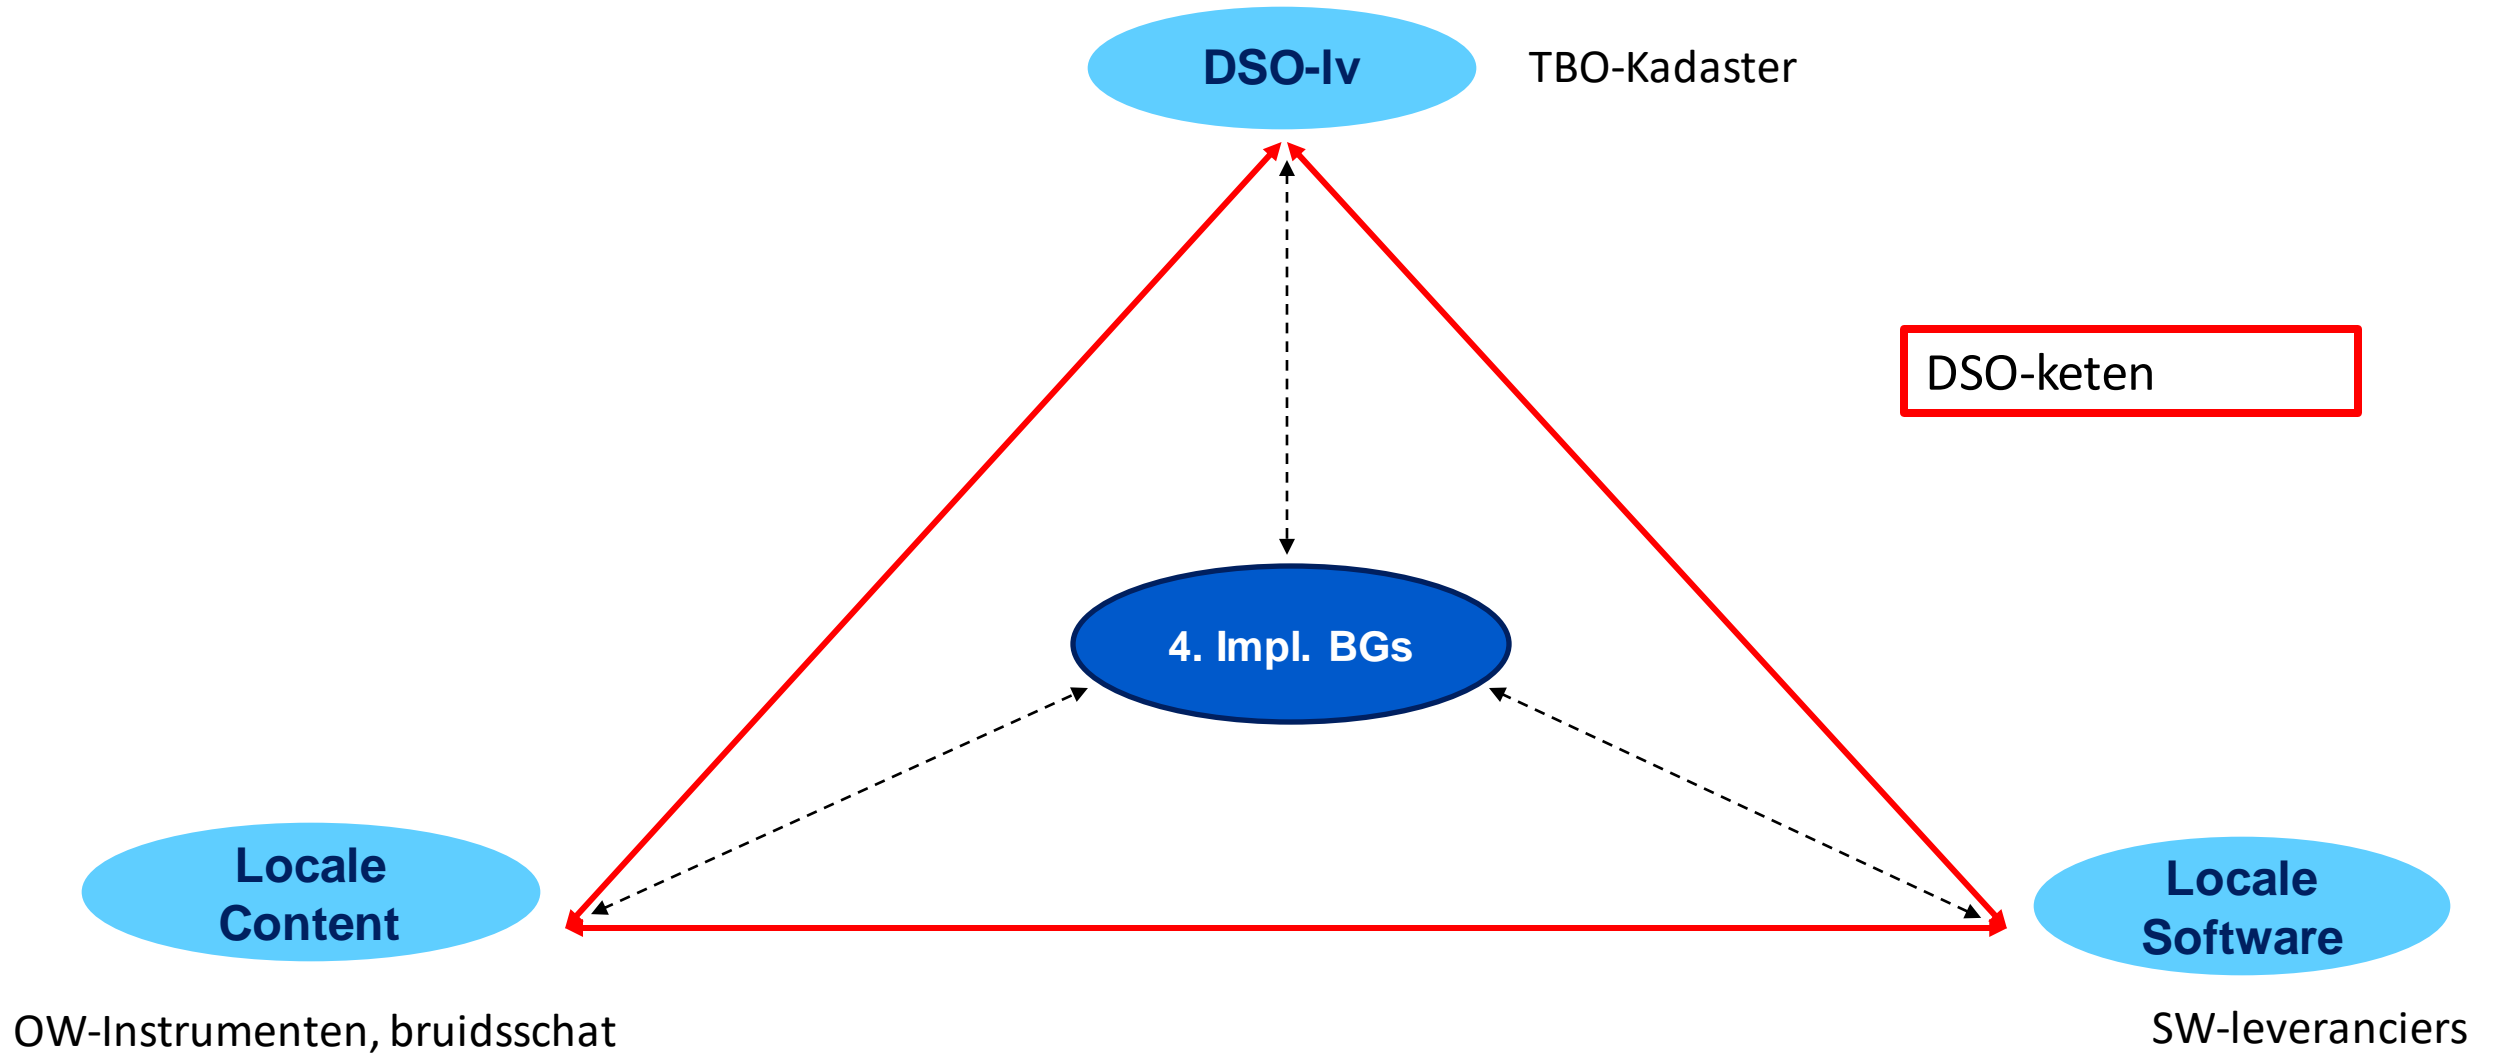 DSO-lv
TBO-Kadaster
DSO-keten
4. Impl. BGs
Locale
Content
Locale
Software
OW-Instrumenten, bruidsschat
SW-leveranciers